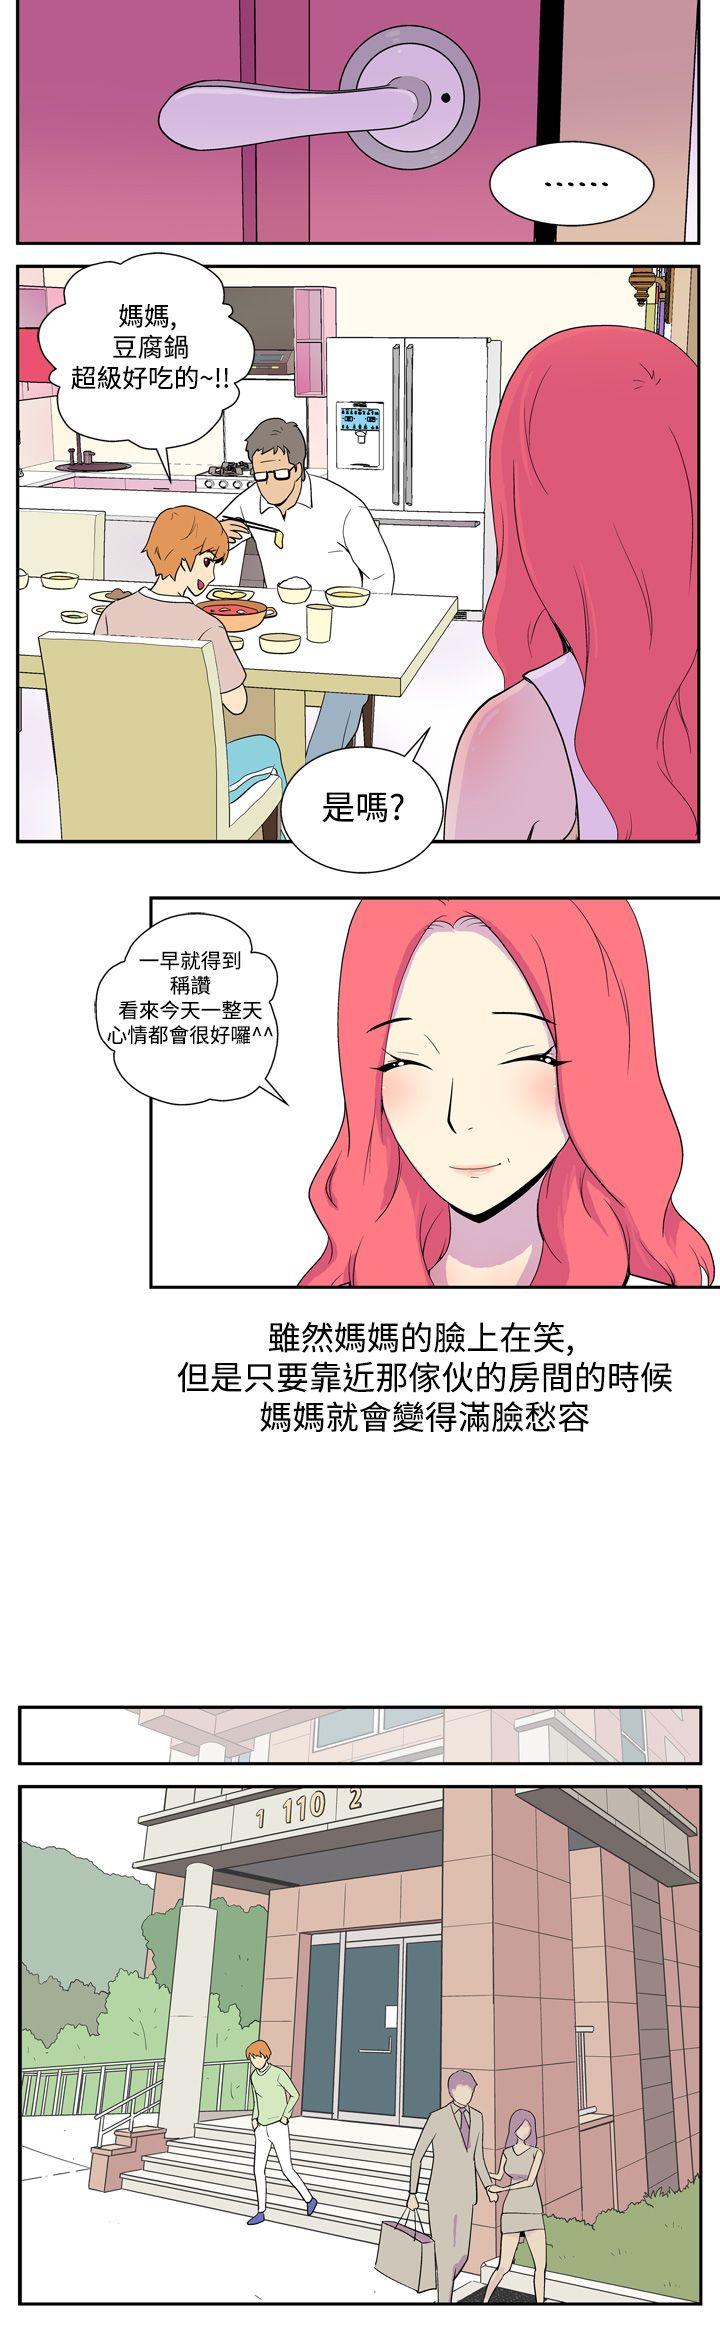 ......
媽媽,
豆腐鍋
超級好吃的~!!
是嗎?
一早就得到
稱讚
看來今天一整天
心情都會很好囉^^
雖然媽媽的臉上在笑,
但是只要靠近那傢伙的房間的時候
媽媽就會變得滿臉愁容
1 110 2